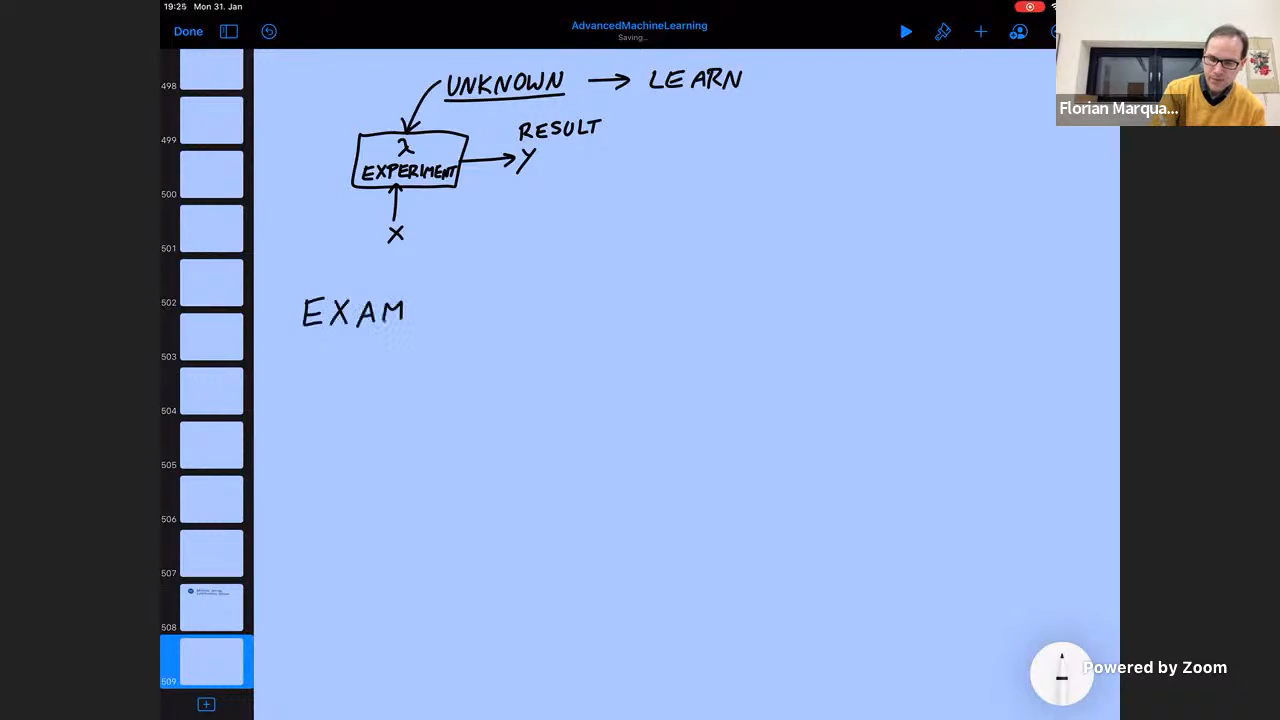 19:25 Mon 31. Jan
Done
AdvancedMachineLearning
Saving...
Florian Marqua...
UNKNOWN → LEARN
RESULT
λ
EXPERIMENT → Y
X
EXAM
498
499
500
501
502
503
504
505
506
507
508
509
Powered by Zoom